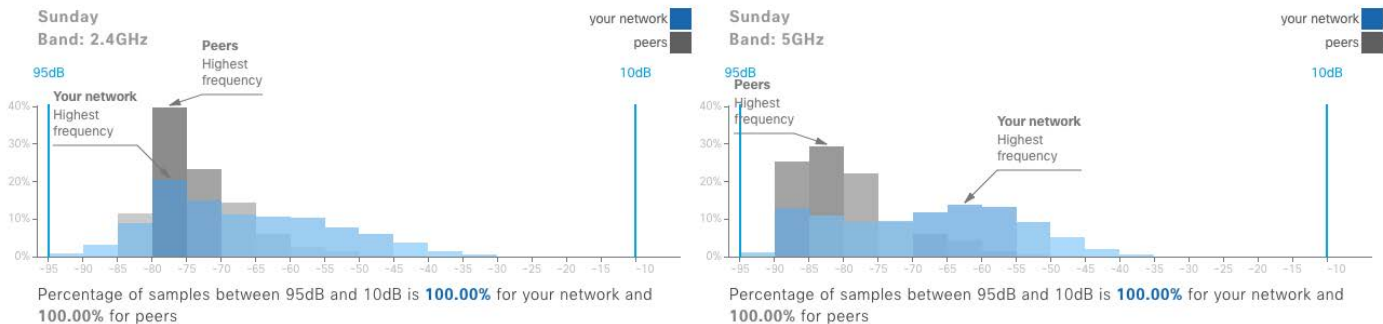 Sunday
Band: 2.4GHz
your network
peers
95dB
10dB
Peers
Highest
frequency
Your network
Highest
frequency
40%
30%
20%
10%
0%
-95 -90 -85 -80 -75 -70 -65 -60 -55 -50 -45 -40 -35 -30 -25 -20 -15 -10
Percentage of samples between 95dB and 10dB is 100.00% for your network and
100.00% for peers
Sunday
Band: 5GHz
your network
peers
95dB
10dB
Peers
Highest
frequency
Your network
Highest
frequency
40%
30%
20%
10%
0%
-95 -90 -85 -80 -75 -70 -65 -60 -55 -50 -45 -40 -35 -30 -25 -20 -15 -10
Percentage of samples between 95dB and 10dB is 100.00% for your network and
100.00% for peers